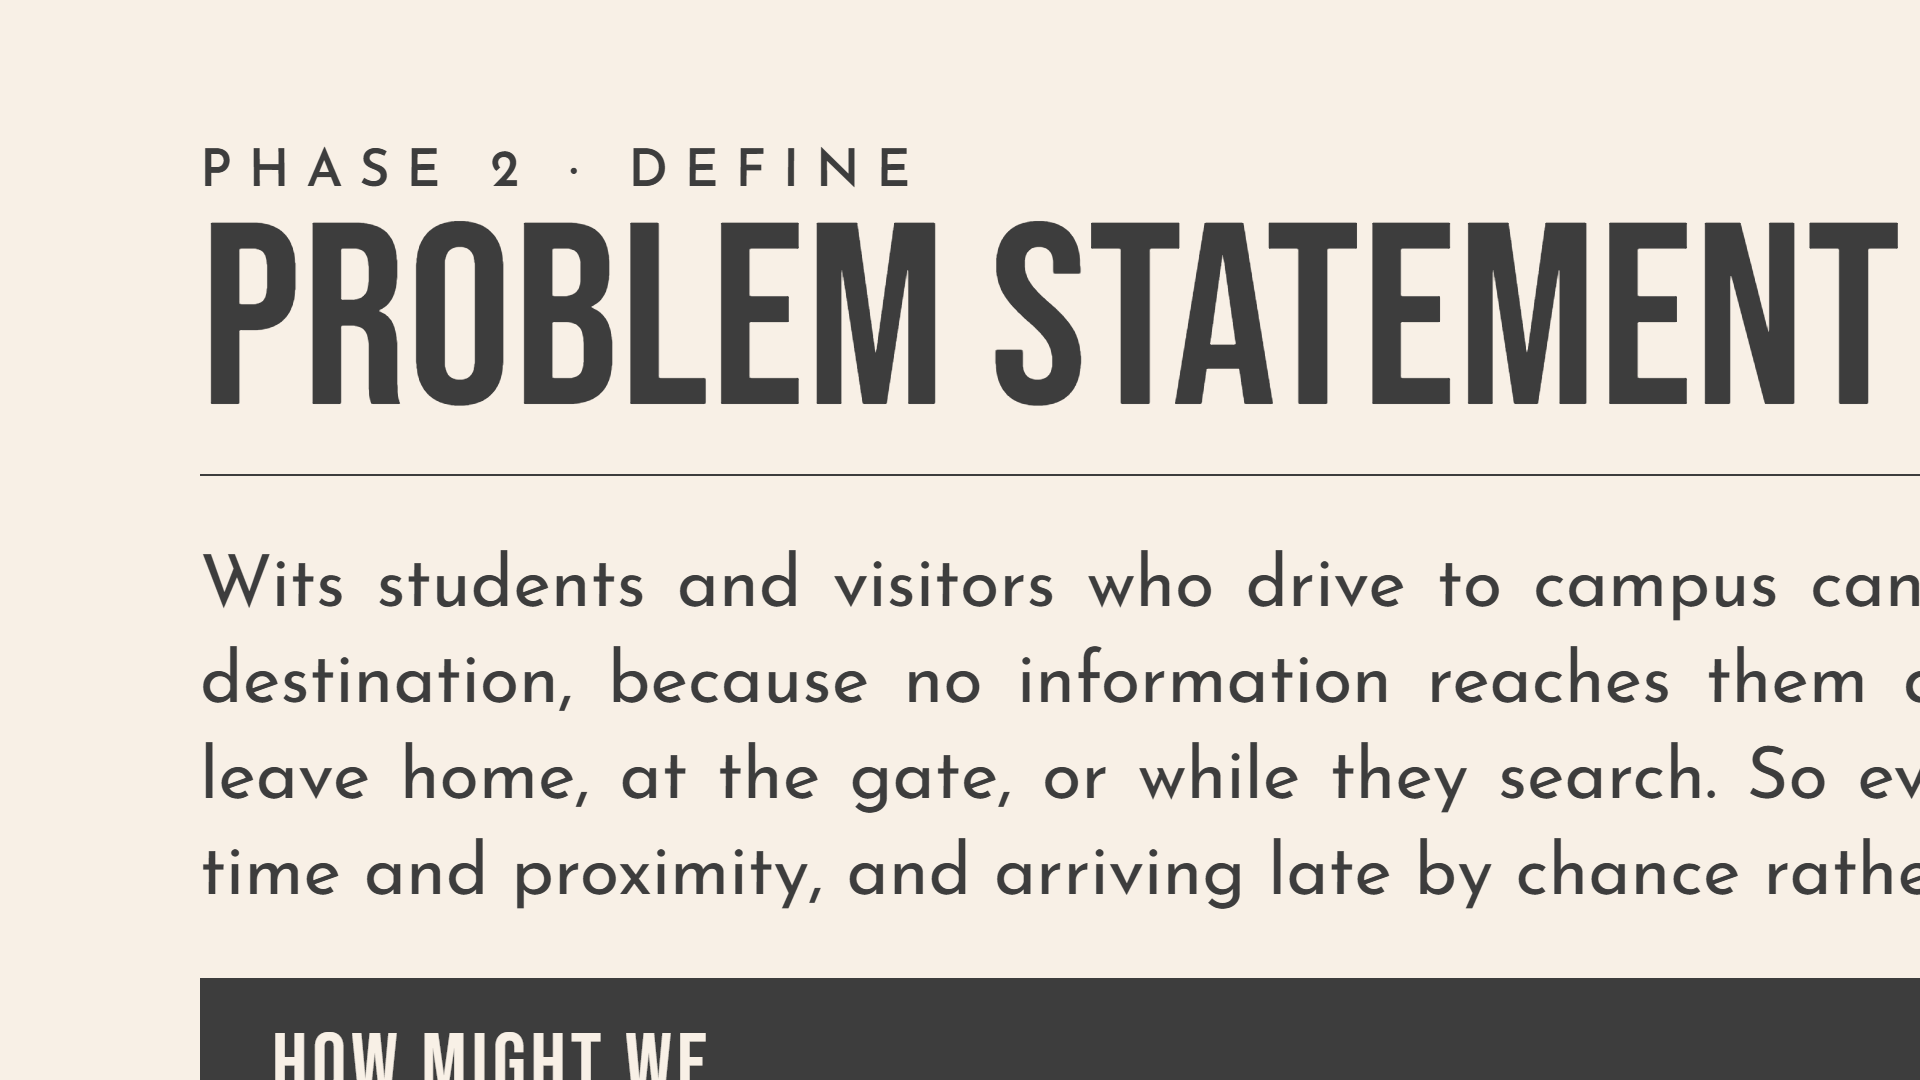 PHASE 2 · DEFINE
PROBLEM STATEMENT
Wits students and visitors who drive to campus can
destination, because no information reaches them
leave home, at the gate, or while they search. So
time and proximity, and arriving late by chance
HOW MIGHT WE